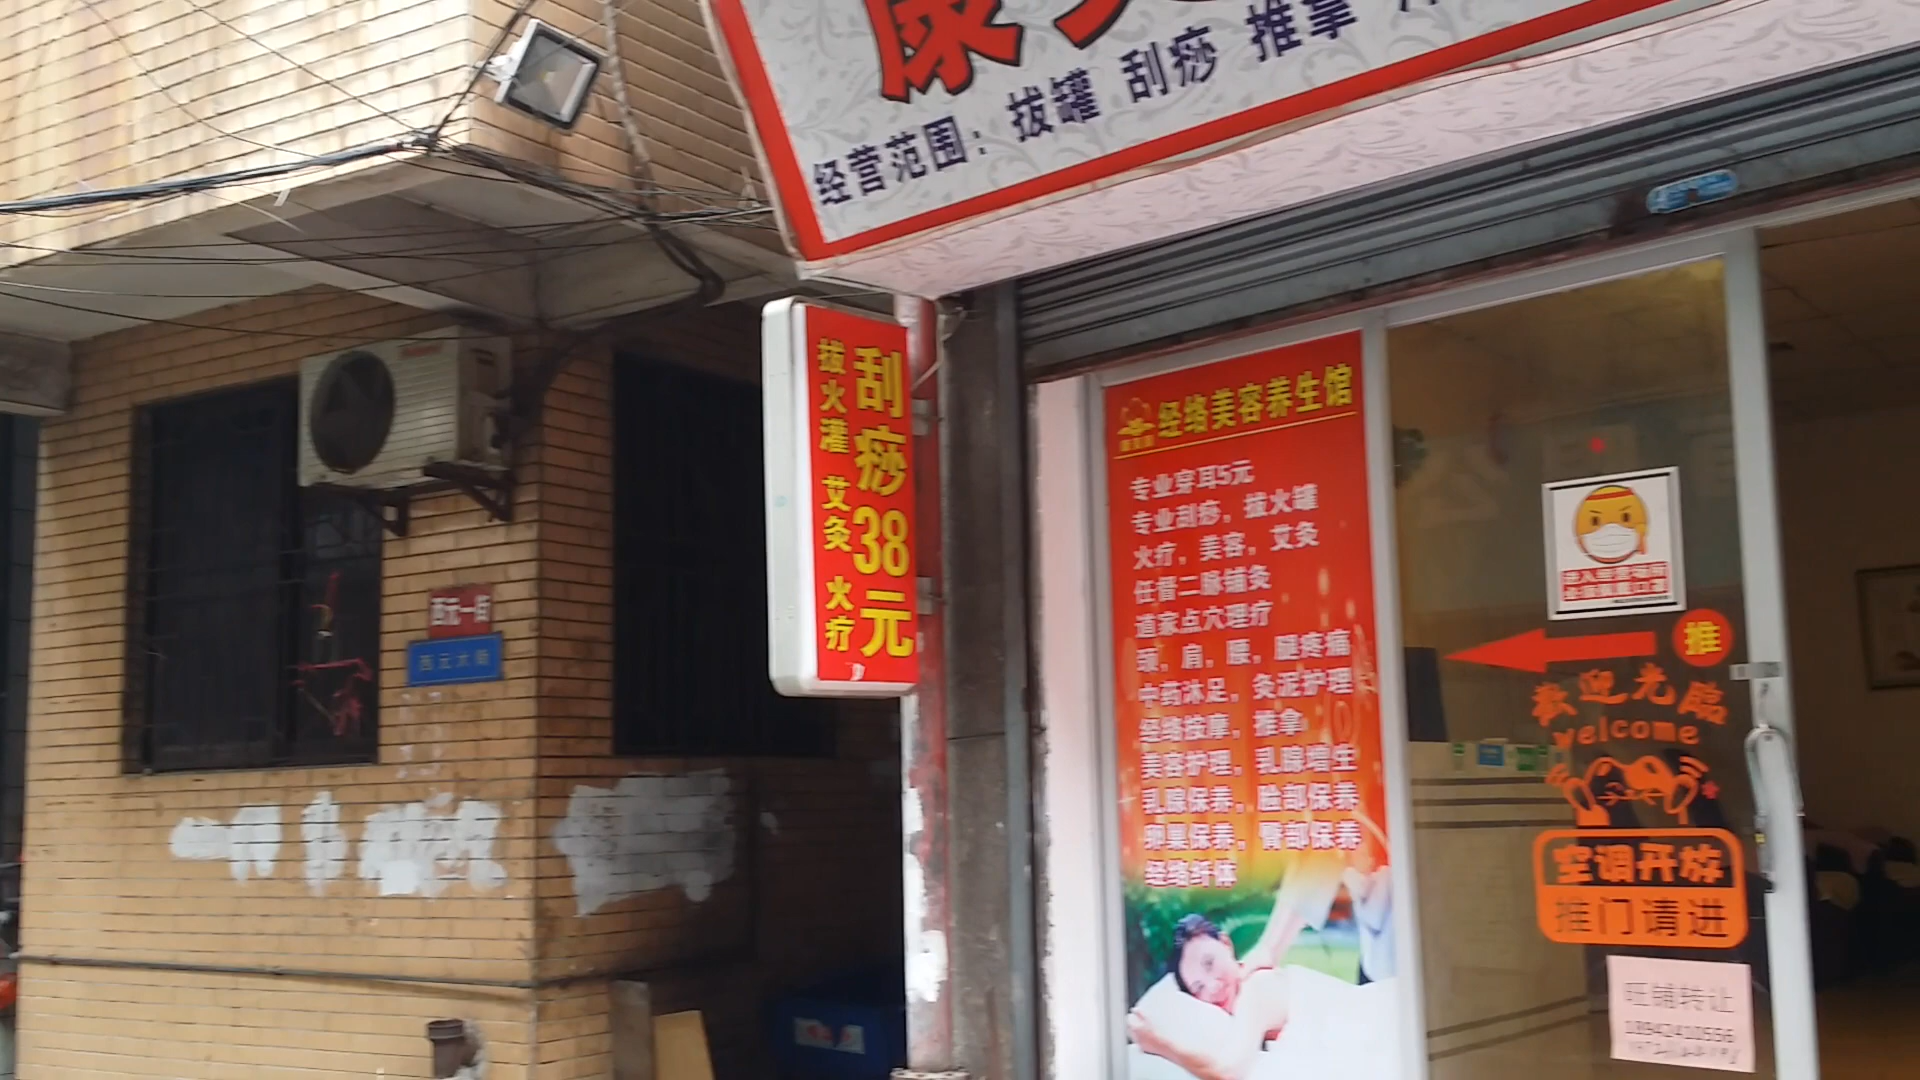 经营范围：拔罐 刮痧 推拿
刮痧38元
拔火罐 艾灸 火疗
西元一街
西元大街
经络美容养生馆
专业穿耳5元
专业刮痧，拔火罐
火疗，美容，艾灸
任督二脉铺灸
道家点穴理疗
颈，肩，腰，腿疼痛
中药沐足，灸泥护理
经络按摩，推拿
美容护理，乳腺增生
乳腺保养，脸部保养
卵巢保养，臀部保养
经络纤体
推
歡迎光臨
welcome
空调开放
推门请进
旺铺转让
18942410556